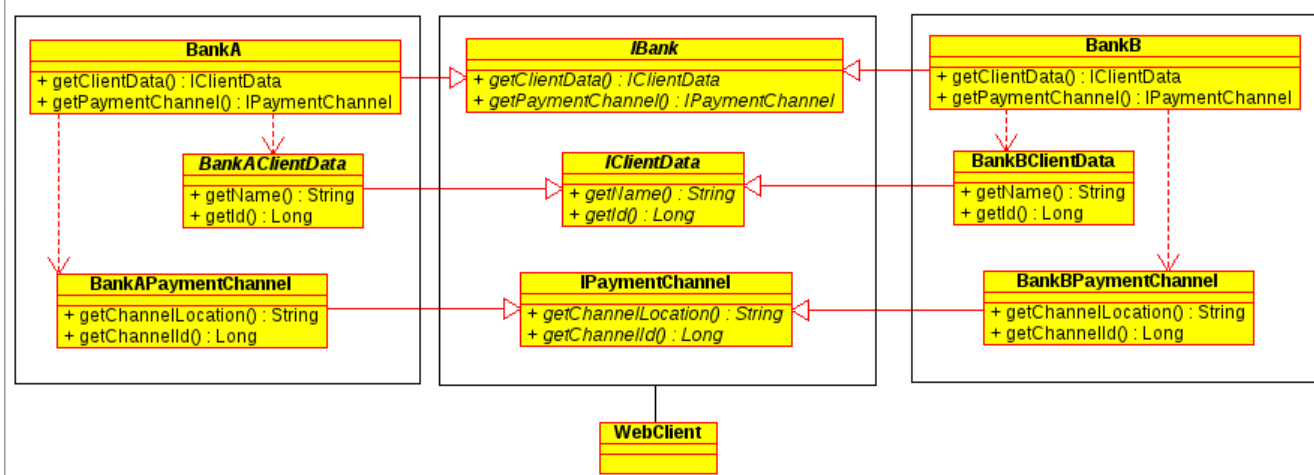 BankA
+ getClientData() : IClientData
+ getPaymentChannel() : IPaymentChannel
BankAClientData
+ getName() : String
+ getId() : Long
BankAPaymentChannel
+ getChannelLocation() : String
+ getChannelId() : Long
IBank
+ getClientData() : IClientData
+ getPaymentChannel() : IPaymentChannel
IClientData
+ getName() : String
+ getId() : Long
IPaymentChannel
+ getChannelLocation() : String
+ getChannelId() : Long
BankB
+ getClientData() : IClientData
+ getPaymentChannel() : IPaymentChannel
BankBClientData
+ getName() : String
+ getId() : Long
BankBPaymentChannel
+ getChannelLocation() : String
+ getChannelId() : Long
WebClient